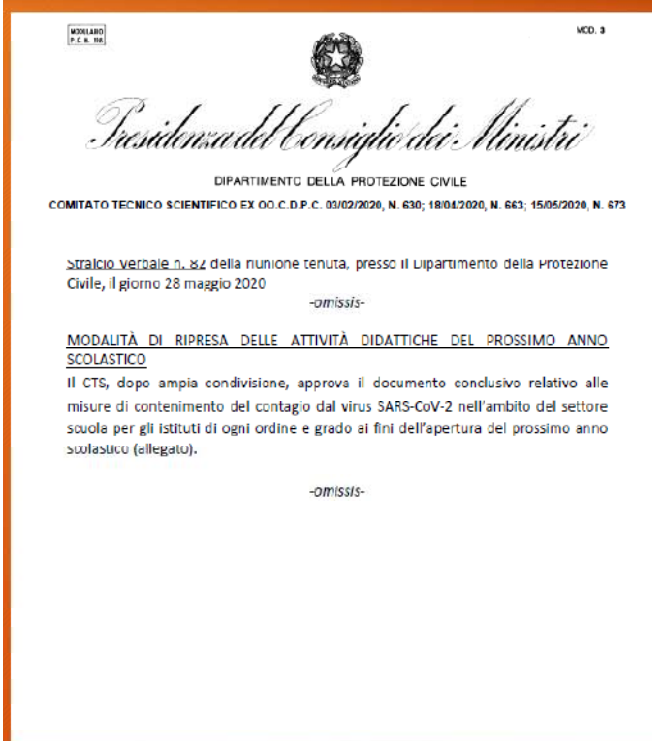 MODULARIO
P. C. M. 198
MOD. 3
Presidenza del Consiglio dei Ministri
DIPARTIMENTO DELLA PROTEZIONE CIVILE
COMITATO TECNICO SCIENTIFICO EX OO.C.D.P.C. 03/02/2020, N. 630; 18/04/2020, N. 663; 15/05/2020, N. 673
Stralcio Verbale n. 82 della riunione tenuta, presso il Dipartimento della Protezione
Civile, il giorno 28 maggio 2020
-omissis-
MODALITÀ DI RIPRESA DELLE ATTIVITÀ DIDATTICHE DEL PROSSIMO ANNO
SCOLASTICO
Il CTS, dopo ampia condivisione, approva il documento conclusivo relativo alle
misure di contenimento del contagio dal virus SARS-CoV-2 nell'ambito del settore
scuola per gli istituti di ogni ordine e grado ai fini dell'apertura del prossimo anno
scolastico (allegato).
-omissis-